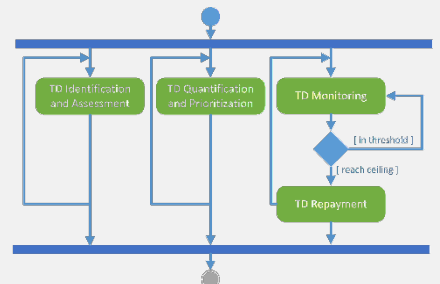 TD Identification
and Assessment
TD Quantification
and Prioritization
TD Monitoring
[ in threshold ]
[ reach ceiling ]
TD Repayment